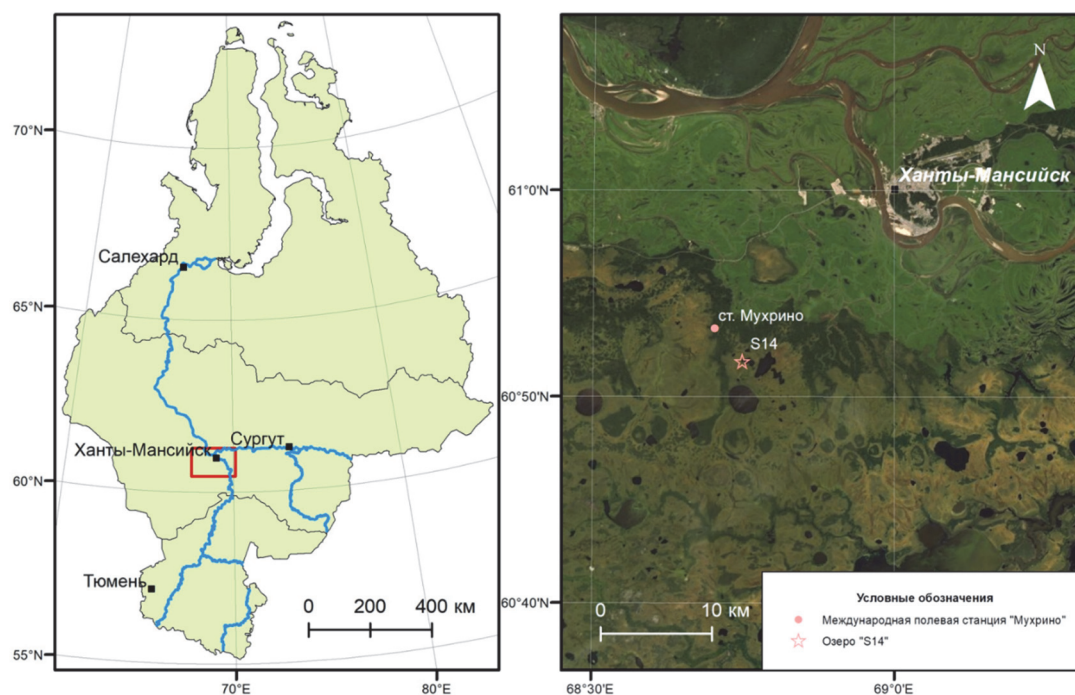 70°N
65°N
60°N
55°N
70°E
80°E
Салехард
Ханты-Мансийск
Сургут
Тюмень
0 200 400 км
N
61°0'N
60°50'N
60°40'N
68°30'E
69°0'E
Ханты-Мансийск
ст. Мухрино
S14
0 10 км
Условные обозначения
Международная полевая станция "Мухрино"
Озеро "S14"